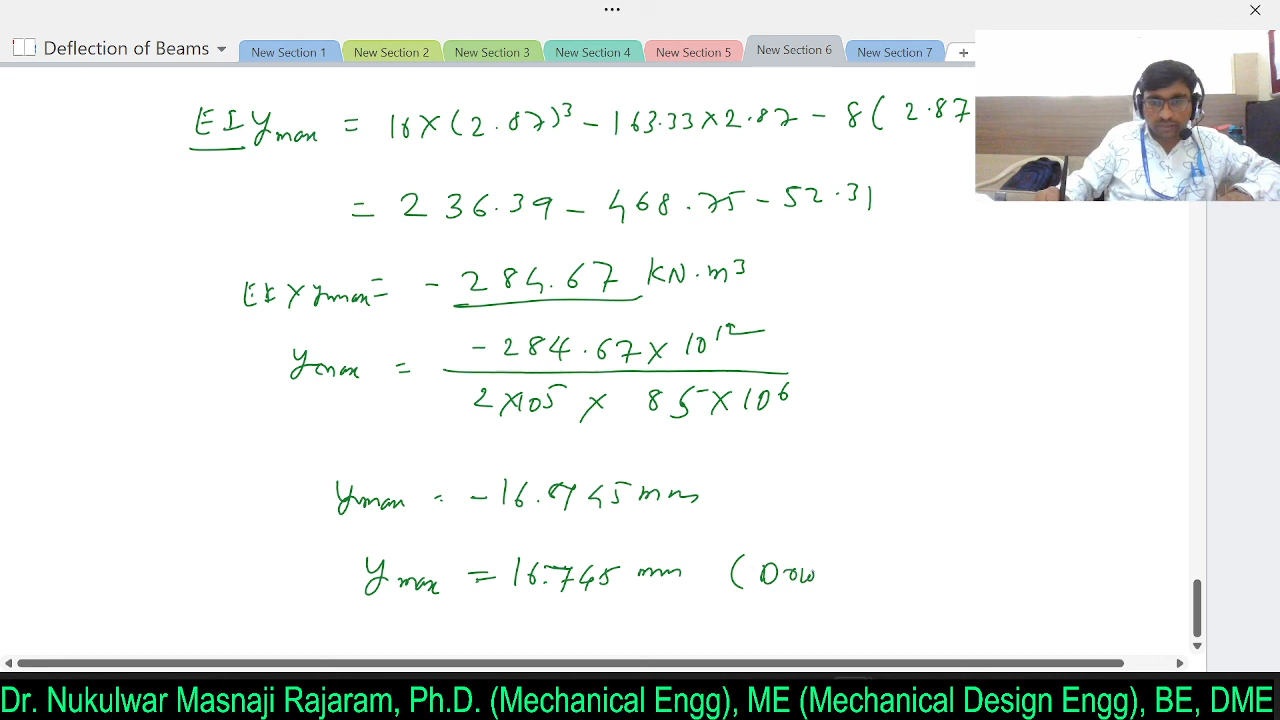 Deflection of Beams
New Section 1 New Section 2 New Section 3 New Section 4 New Section 5 New Section 6 New Section 7 +
EI ymax = 16 × (2.87)³ - 163.33 × 2.87 - 8 ( 2.87
= 236.39 - 468.75 - 52.31
EI × ymax = - 284.67 kN.m³
ymax = - 284.67 × 10¹² / 2 × 10⁵ × 85 × 10⁶
ymax = - 16.745 mm
ymax = 16.745 mm ( Dow
Dr. Nukulwar Masnaji Rajaram, Ph.D. (Mechanical Engg), ME (Mechanical Design Engg), BE, DME